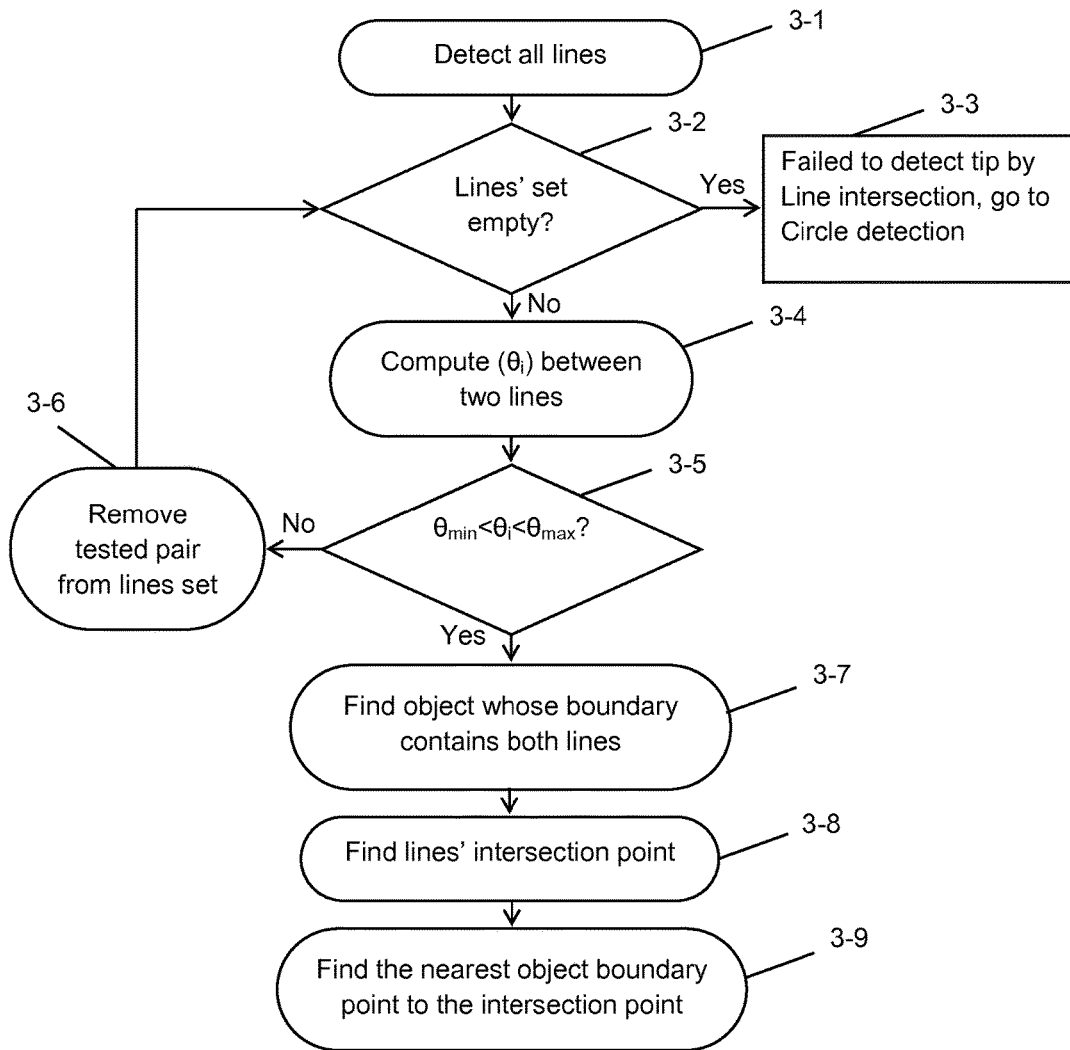 3-1
Detect all lines
3-2
Lines’ set
empty?
Yes
3-3
Failed to detect tip by
Line intersection, go to
Circle detection
No
3-4
Compute (θᵢ) between
two lines
3-5
θmin<θᵢ<θmax?
No
3-6
Remove
tested pair
from lines set
Yes
3-7
Find object whose boundary
contains both lines
3-8
Find lines’ intersection point
3-9
Find the nearest object boundary
point to the intersection point